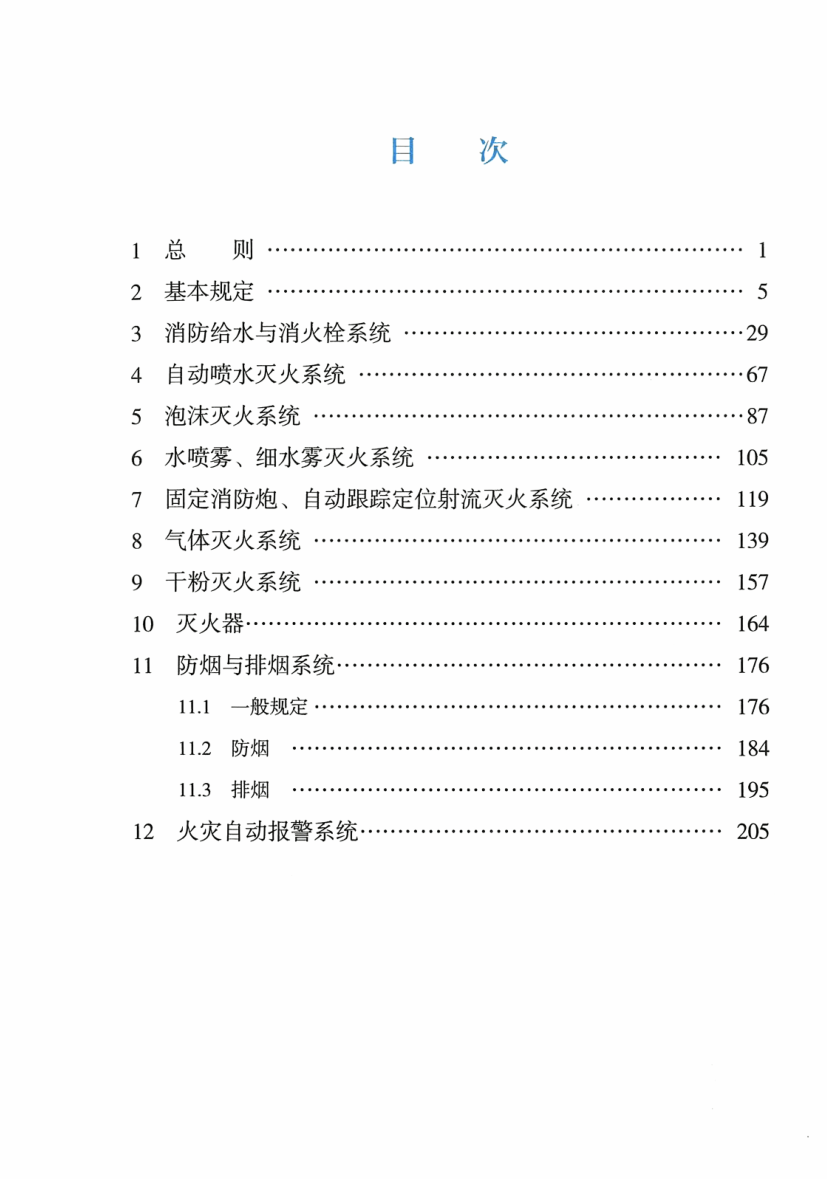 目 次
1 总 则 …… 1
2 基本规定 …… 5
3 消防给水与消火栓系统 …… 29
4 自动喷水灭火系统 …… 67
5 泡沫灭火系统 …… 87
6 水喷雾、细水雾灭火系统 …… 105
7 固定消防炮、自动跟踪定位射流灭火系统 …… 119
8 气体灭火系统 …… 139
9 干粉灭火系统 …… 157
10 灭火器 …… 164
11 防烟与排烟系统 …… 176
11.1 一般规定 …… 176
11.2 防烟 …… 184
11.3 排烟 …… 195
12 火灾自动报警系统 …… 205